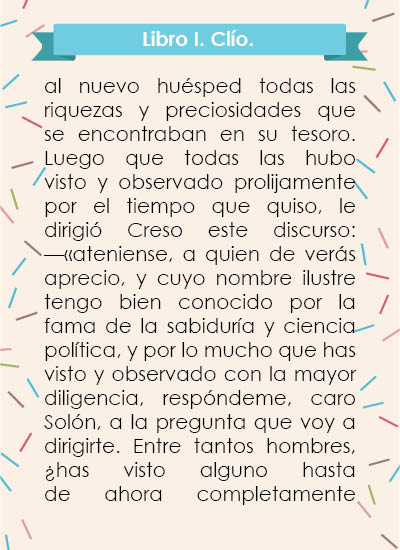 Libro I. Clío.
al nuevo huésped todas las
riquezas y preciosidades que
se encontraban en su tesoro.
Luego que todas las hubo
visto y observado prolijamente
por el tiempo que quiso, le
dirigió Creso este discurso:
—«ateniense, a quien de verás
aprecio, y cuyo nombre ilustre
tengo bien conocido por la
fama de la sabiduría y ciencia
política, y por lo mucho que has
visto y observado con la mayor
diligencia, respóndeme, caro
Solón, a la pregunta que voy a
dirigirte. Entre tantos hombres,
¿has visto alguno hasta
de ahora completamente